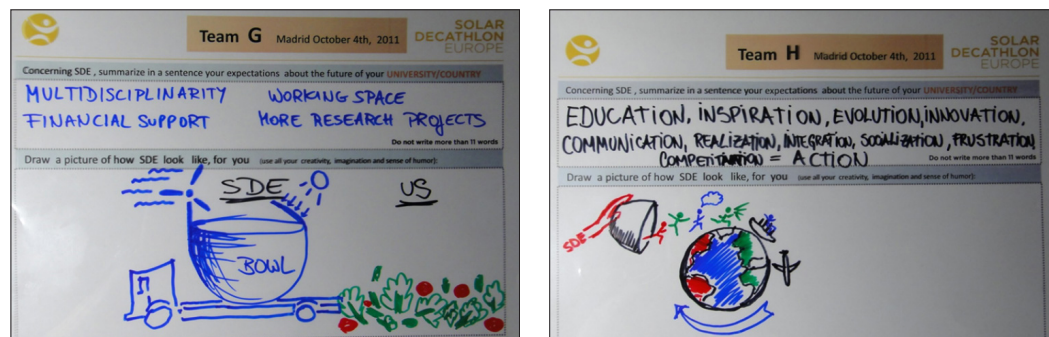 SOLAR
DECATHLON
EUROPE
Team G Madrid October 4th, 2011
Concerning SDE , summarize in a sentence your expectations about the future of your UNIVERSITY/COUNTRY
MULTIDISCIPLINARITY WORKING SPACE
FINANCIAL SUPPORT MORE RESEARCH PROJECTS
Do not write more than 11 words
Draw a picture of how SDE look like, for you (use all your creativity, imagination and sense of humor):
SDE US
BOWL
SOLAR
DECATHLON
EUROPE
Team H Madrid October 4th, 2011
Concerning SDE , summarize in a sentence your expectations about the future of your UNIVERSITY/COUNTRY
EDUCATION, INSPIRATION, EVOLUTION, INNOVATION,
COMMUNICATION, REALIZATION, INTEGRATION, SOCIALIZATION, FRUSTRATION
= ACTION
Do not write more than 11 words
Draw a picture of how SDE look like, for you (use all your creativity, imagination and sense of humor):
SDE